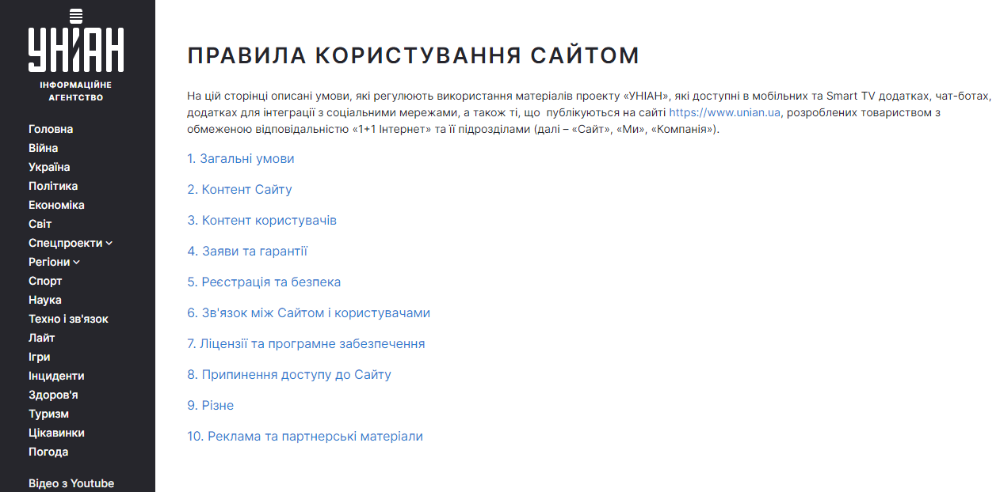 УНІАН
ІНФОРМАЦІЙНЕ
АГЕНТСТВО
Головна
Війна
Україна
Політика
Економіка
Світ
Спецпроекти
Регіони
Спорт
Наука
Техно і зв'язок
Лайт
Ігри
Інциденти
Здоров'я
Туризм
Цікавинки
Погода
Відео з Youtube
ПРАВИЛА КОРИСТУВАННЯ САЙТОМ
На цій сторінці описані умови, які регулюють використання матеріалів проекту «УНІАН», які доступні в мобільних та Smart TV додатках, чат-ботах,
додатках для інтеграції з соціальними мережами, а також ті, що публікуються на сайті https://www.unian.ua, розроблених товариством з
обмеженою відповідальністю «1+1 Інтернет» та її підрозділами (далі – «Сайт», «Ми», «Компанія»).
1. Загальні умови
2. Контент Сайту
3. Контент користувачів
4. Заяви та гарантії
5. Реєстрація та безпека
6. Зв'язок між Сайтом і користувачами
7. Ліцензії та програмне забезпечення
8. Припинення доступу до Сайту
9. Різне
10. Реклама та партнерські матеріали